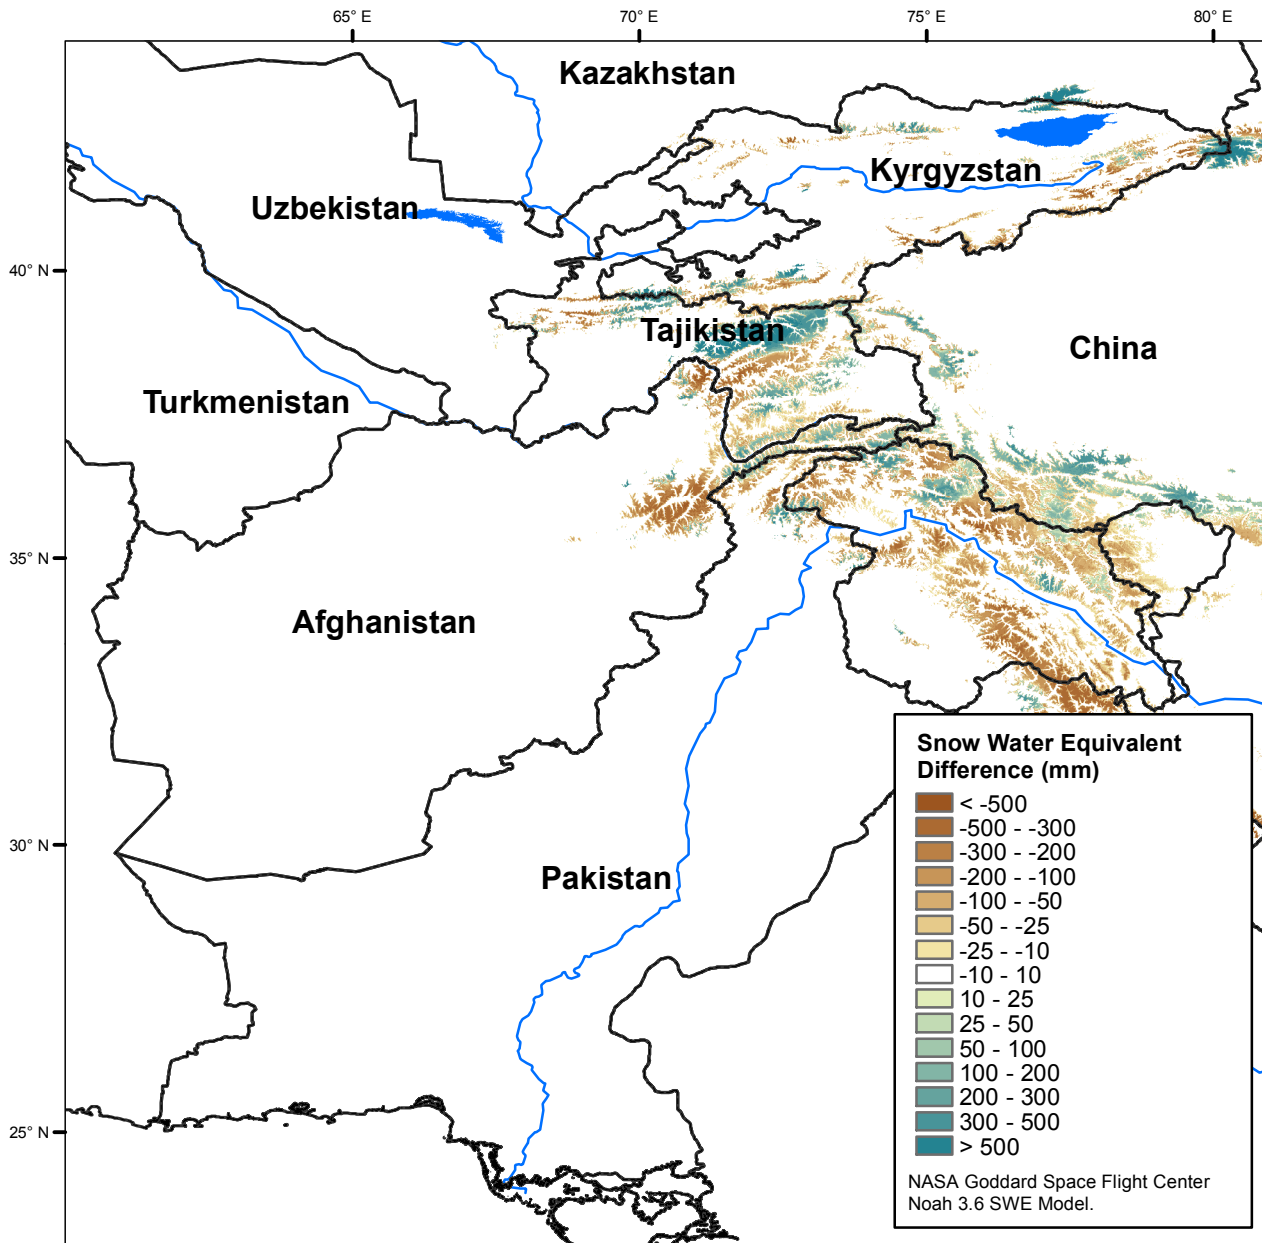 65° E
70° E
75° E
80° E
Kazakhstan
Kyrgyzstan
Uzbekistan
40° N
Tajikistan
China
Turkmenistan
35° N
Afghanistan
30° N
Pakistan
25° N
Snow Water Equivalent
Difference (mm)
< -500
-500 - -300
-300 - -200
-200 - -100
-100 - -50
-50 - -25
-25 - -10
-10 - 10
10 - 25
25 - 50
50 - 100
100 - 200
200 - 300
300 - 500
> 500
NASA Goddard Space Flight Center
Noah 3.6 SWE Model.